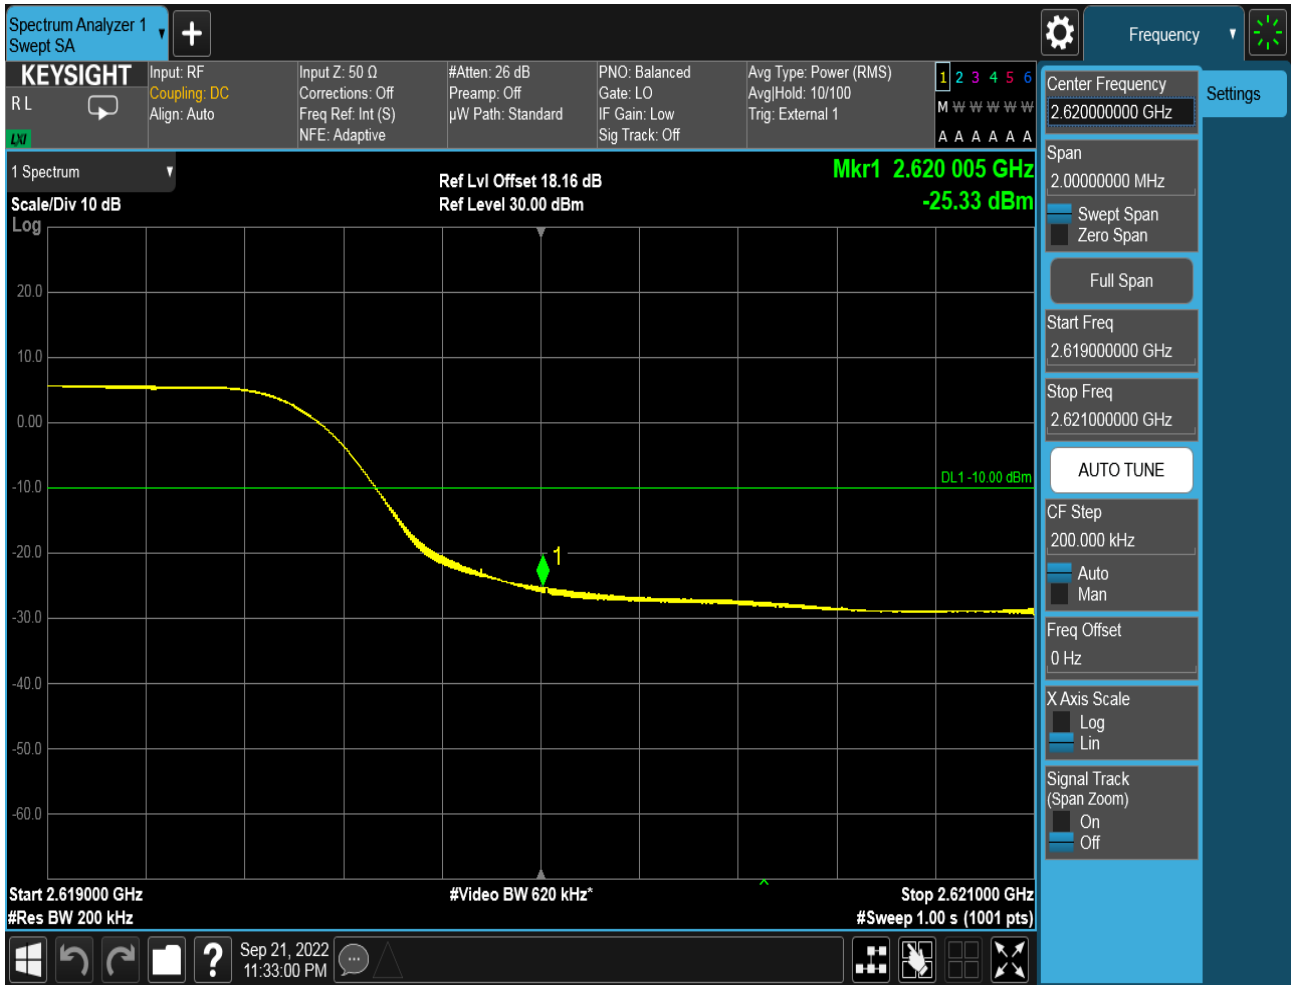 Spectrum Analyzer 1
Swept SA
Frequency
KEYSIGHT
R L
LXI
Input: RF
Coupling: DC
Align: Auto
Input Z: 50 Ω
Corrections: Off
Freq Ref: Int (S)
NFE: Adaptive
#Atten: 26 dB
Preamp: Off
µW Path: Standard
PNO: Balanced
Gate: LO
IF Gain: Low
Sig Track: Off
Avg Type: Power (RMS)
Avg|Hold: 10/100
Trig: External 1
1 2 3 4 5 6
M W W W W W
A A A A A A
1 Spectrum
Scale/Div 10 dB
Log
Ref Lvl Offset 18.16 dB
Ref Level 30.00 dBm
Mkr1 2.620 005 GHz
-25.33 dBm
20.0
10.0
0.00
-10.0
-20.0
-30.0
-40.0
-50.0
-60.0
DL1 -10.00 dBm
1
Start 2.619000 GHz
#Res BW 200 kHz
#Video BW 620 kHz*
Stop 2.621000 GHz
#Sweep 1.00 s (1001 pts)
Center Frequency
2.620000000 GHz
Settings
Span
2.00000000 MHz
Swept Span
Zero Span
Full Span
Start Freq
2.619000000 GHz
Stop Freq
2.621000000 GHz
AUTO TUNE
CF Step
200.000 kHz
Auto
Man
Freq Offset
0 Hz
X Axis Scale
Log
Lin
Signal Track
(Span Zoom)
On
Off
?
Sep 21, 2022
11:33:00 PM